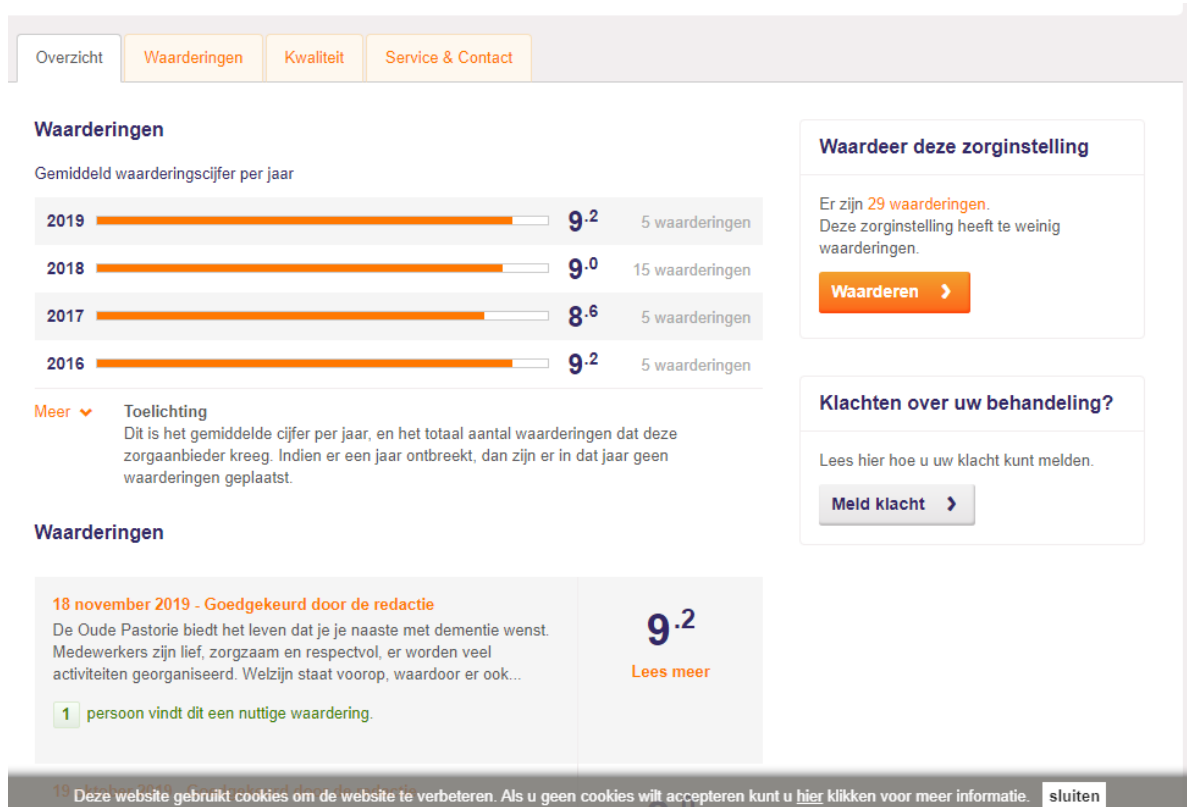 Overzicht
Waarderingen
Kwaliteit
Service & Contact
Waarderingen
Gemiddeld waarderingscijfer per jaar
2019 9.2 5 waarderingen
2018 9.0 15 waarderingen
2017 8.6 5 waarderingen
2016 9.2 5 waarderingen
Meer
Toelichting
Dit is het gemiddelde cijfer per jaar, en het totaal aantal waarderingen dat deze
zorgaanbieder kreeg. Indien er een jaar ontbreekt, dan zijn er in dat jaar geen
waarderingen geplaatst.
Waarderingen
18 november 2019 - Goedgekeurd door de redactie
De Oude Pastorie biedt het leven dat je je naaste met dementie wenst.
Medewerkers zijn lief, zorgzaam en respectvol, er worden veel
activiteiten georganiseerd. Welzijn staat voorop, waardoor er ook...
1 persoon vindt dit een nuttige waardering.
9.2
Lees meer
Waardeer deze zorginstelling
Er zijn 29 waarderingen.
Deze zorginstelling heeft te weinig
waarderingen.
Waarderen
Klachten over uw behandeling?
Lees hier hoe u uw klacht kunt melden.
Meld klacht
Deze website gebruikt cookies om de website te verbeteren. Als u geen cookies wilt accepteren kunt u hier klikken voor meer informatie. sluiten